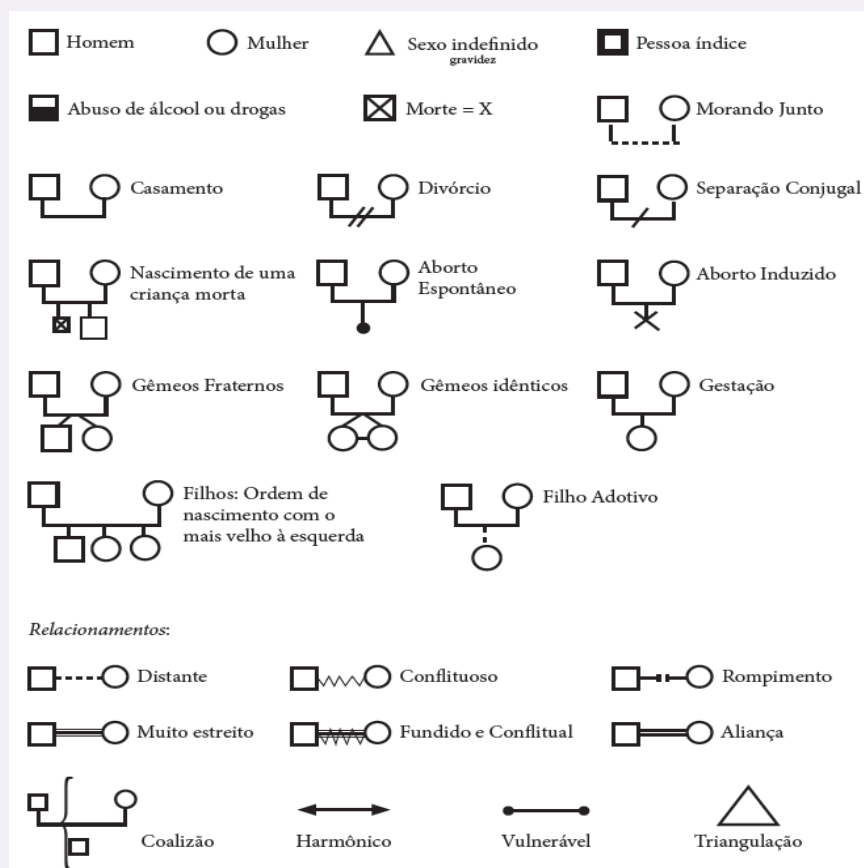 Homem
Mulher
Sexo indefinido
gravidez
Pessoa índice
Abuso de álcool ou drogas
Morte = X
Morando Junto
Casamento
Divórcio
Separação Conjugal
Nascimento de uma
criança morta
Aborto
Espontâneo
Aborto Induzido
Gêmeos Fraternos
Gêmeos idênticos
Gestação
Filhos: Ordem de
nascimento com o
mais velho à esquerda
Filho Adotivo
Relacionamentos:
Distante
Conflituoso
Rompimento
Muito estreito
Fundido e Conflitual
Aliança
Coalizão
Harmônico
Vulnerável
Triangulação